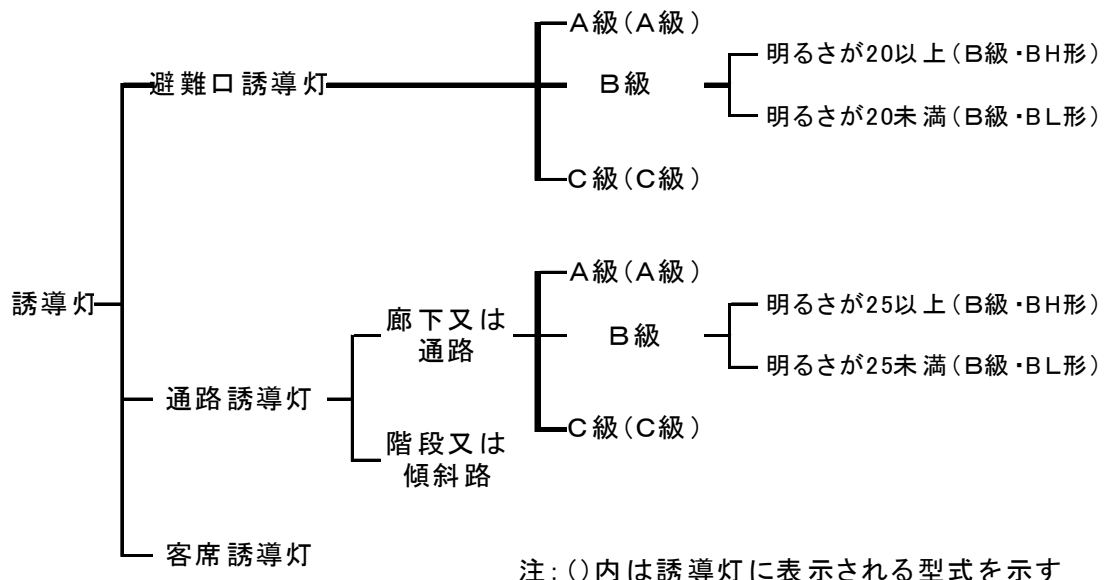 A級(A級)
避難口誘導灯
B級
明るさが20以上(B級・BH形)
明るさが20未満(B級・BL形)
C級(C級)
誘導灯
通路誘導灯
廊下又は
通路
A級(A級)
B級
明るさが25以上(B級・BH形)
明るさが25未満(B級・BL形)
C級(C級)
階段又は
傾斜路
客席誘導灯
注:()内は誘導灯に表示される型式を示す